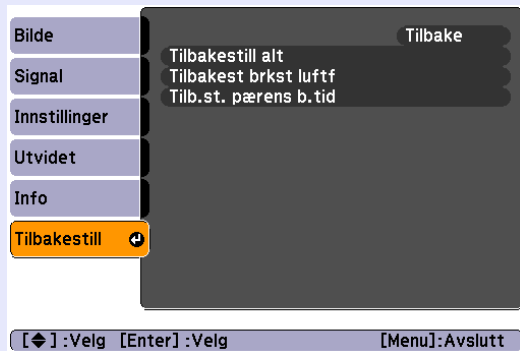 Bilde
Signal
Innstillinger
Utvidet
Info
Tilbakestill
Tilbake
Tilbakestill alt
Tilbakest brkst luftf
Tilb.st. pærens b.tid
[◆] :Velg [Enter] :Velg [Menu]:Avslutt